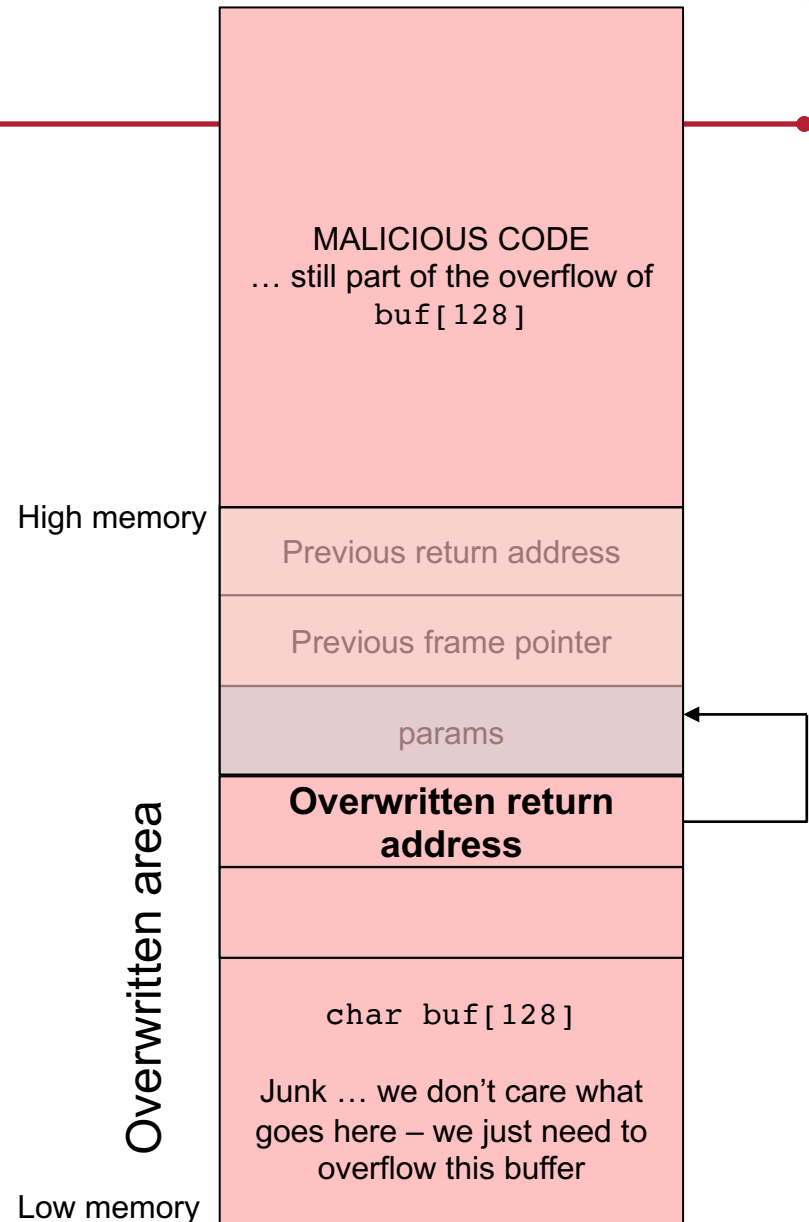 MALICIOUS CODE
… still part of the overflow of
buf[128]
High memory
Previous return address
Previous frame pointer
params
Overwritten return
address
Overwritten area
char buf[128]
Junk … we don’t care what
goes here – we just need to
overflow this buffer
Low memory